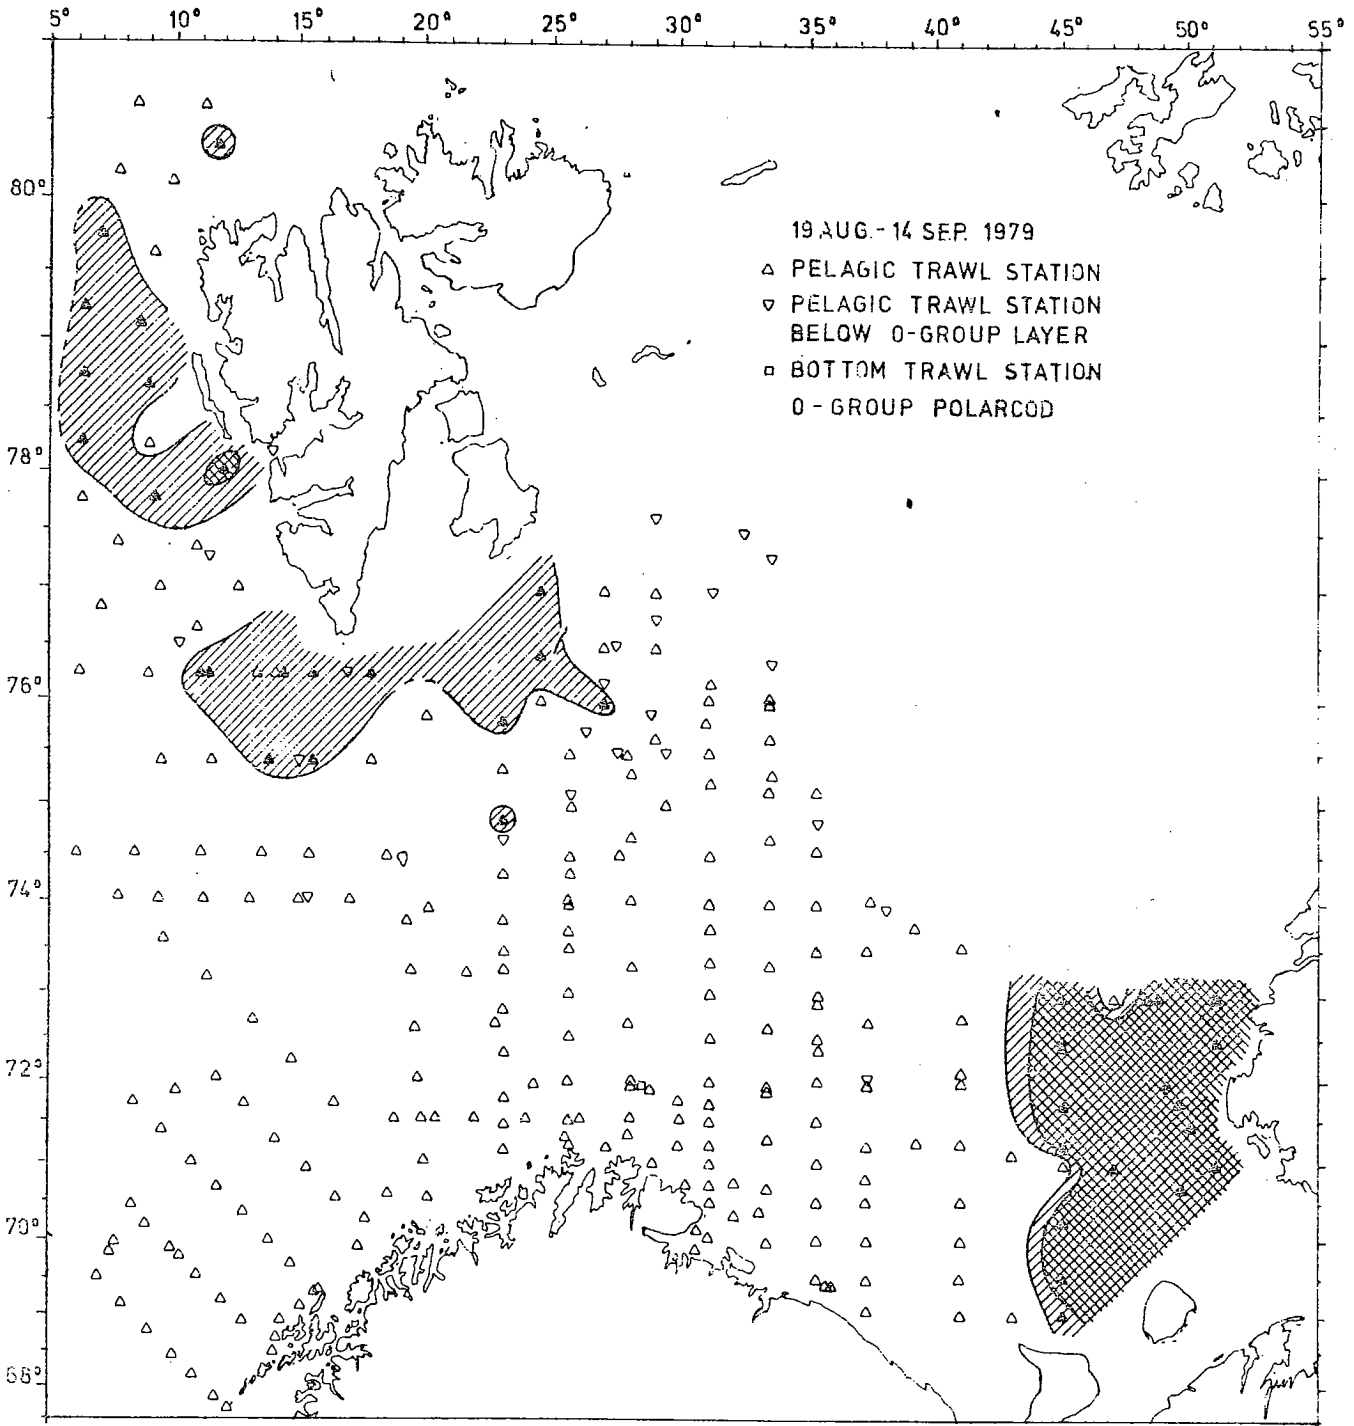 5° 10° 15° 20° 25° 30° 35° 40° 45° 50° 55°
80°
19 AUG.-14 SEP. 1979
PELAGIC TRAWL STATION
PELAGIC TRAWL STATION
BELOW 0-GROUP LAYER
BOTTOM TRAWL STATION
0-GROUP POLARCOD
78°
76°
74°
72°
70°
68°